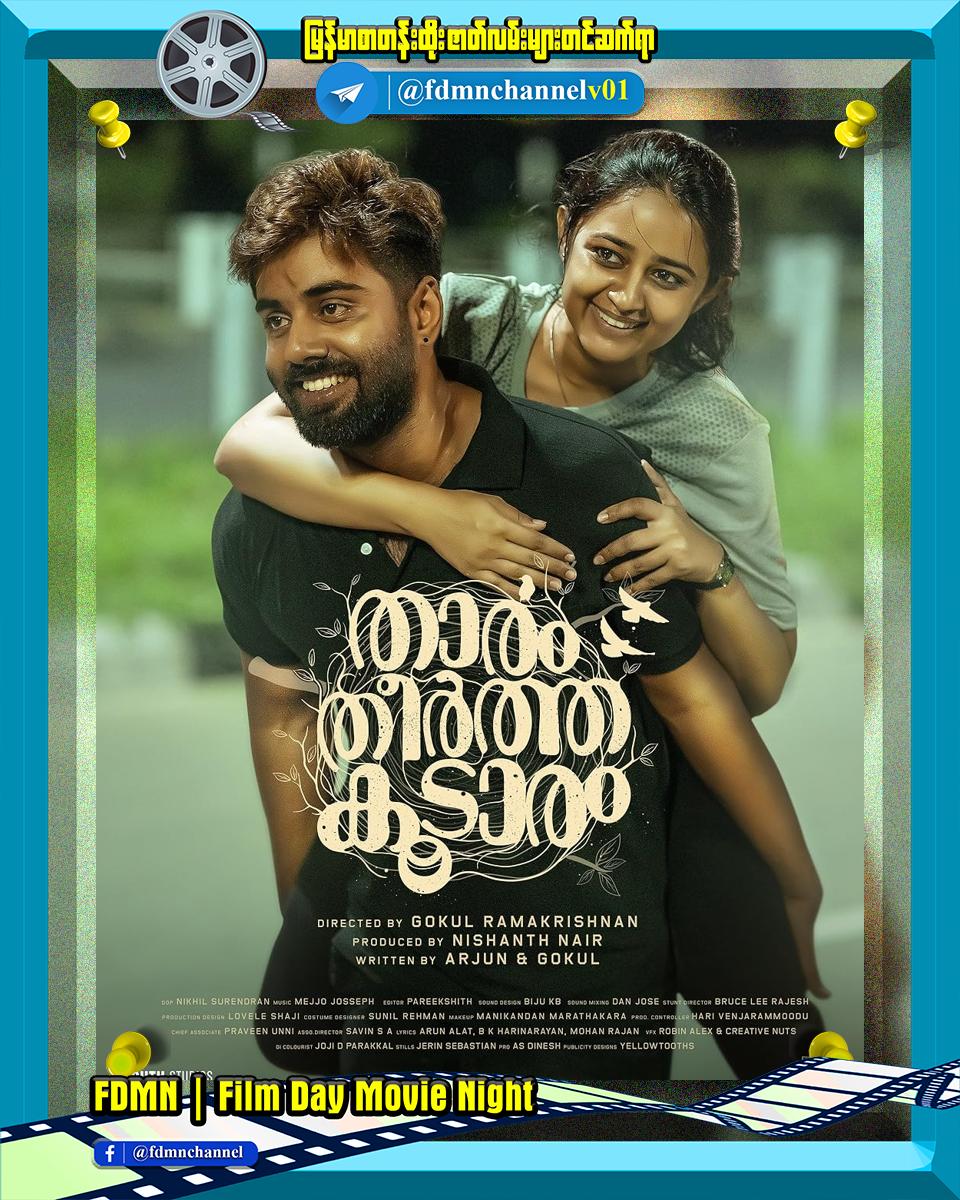 မြန်မာစာတန်းထိုးဇာတ်လမ်းများတင်ဆက်ရာ
@fdmnchannelv01
താരം
തീർത്ത
കൂടാരം
DIRECTED BY GOKUL RAMAKRISHNAN
PRODUCED BY NISHANTH NAIR
WRITTEN BY ARJUN & GOKUL
DOP NIKHIL SURENDRAN MUSIC MEJJO JOSSEPH EDITOR PAREEKSHITH SOUND DESIGN BIJU KB SOUND MIXING DAN JOSE STUNT DIRECTOR BRUCE LEE RAJESH
PRODUCTION DESIGN LOVELE SHAJI COSTUME DESIGNER SUNIL REHMAN MAKEUP MANIKANDAN MARATHAKARA PROD. CONTROLLER HARI VENJARAMMOODU
CHIEF ASSOCIATE PRAVEEN UNNI ASSO.DIRECTOR SAVIN S A LYRICS ARUN ALAT, B K HARINARAYAN, MOHAN RAJAN VFX ROBIN ALEX & CREATIVE NUTS
DI COLOURIST JOJI D PARAKKAL STILLS JERIN SEBASTIAN PRO AS DINESH PUBLICITY DESIGNS YELLOWTOOTHS
STUDIOS
FDMN | Film Day Movie Night
@fdmnchannel